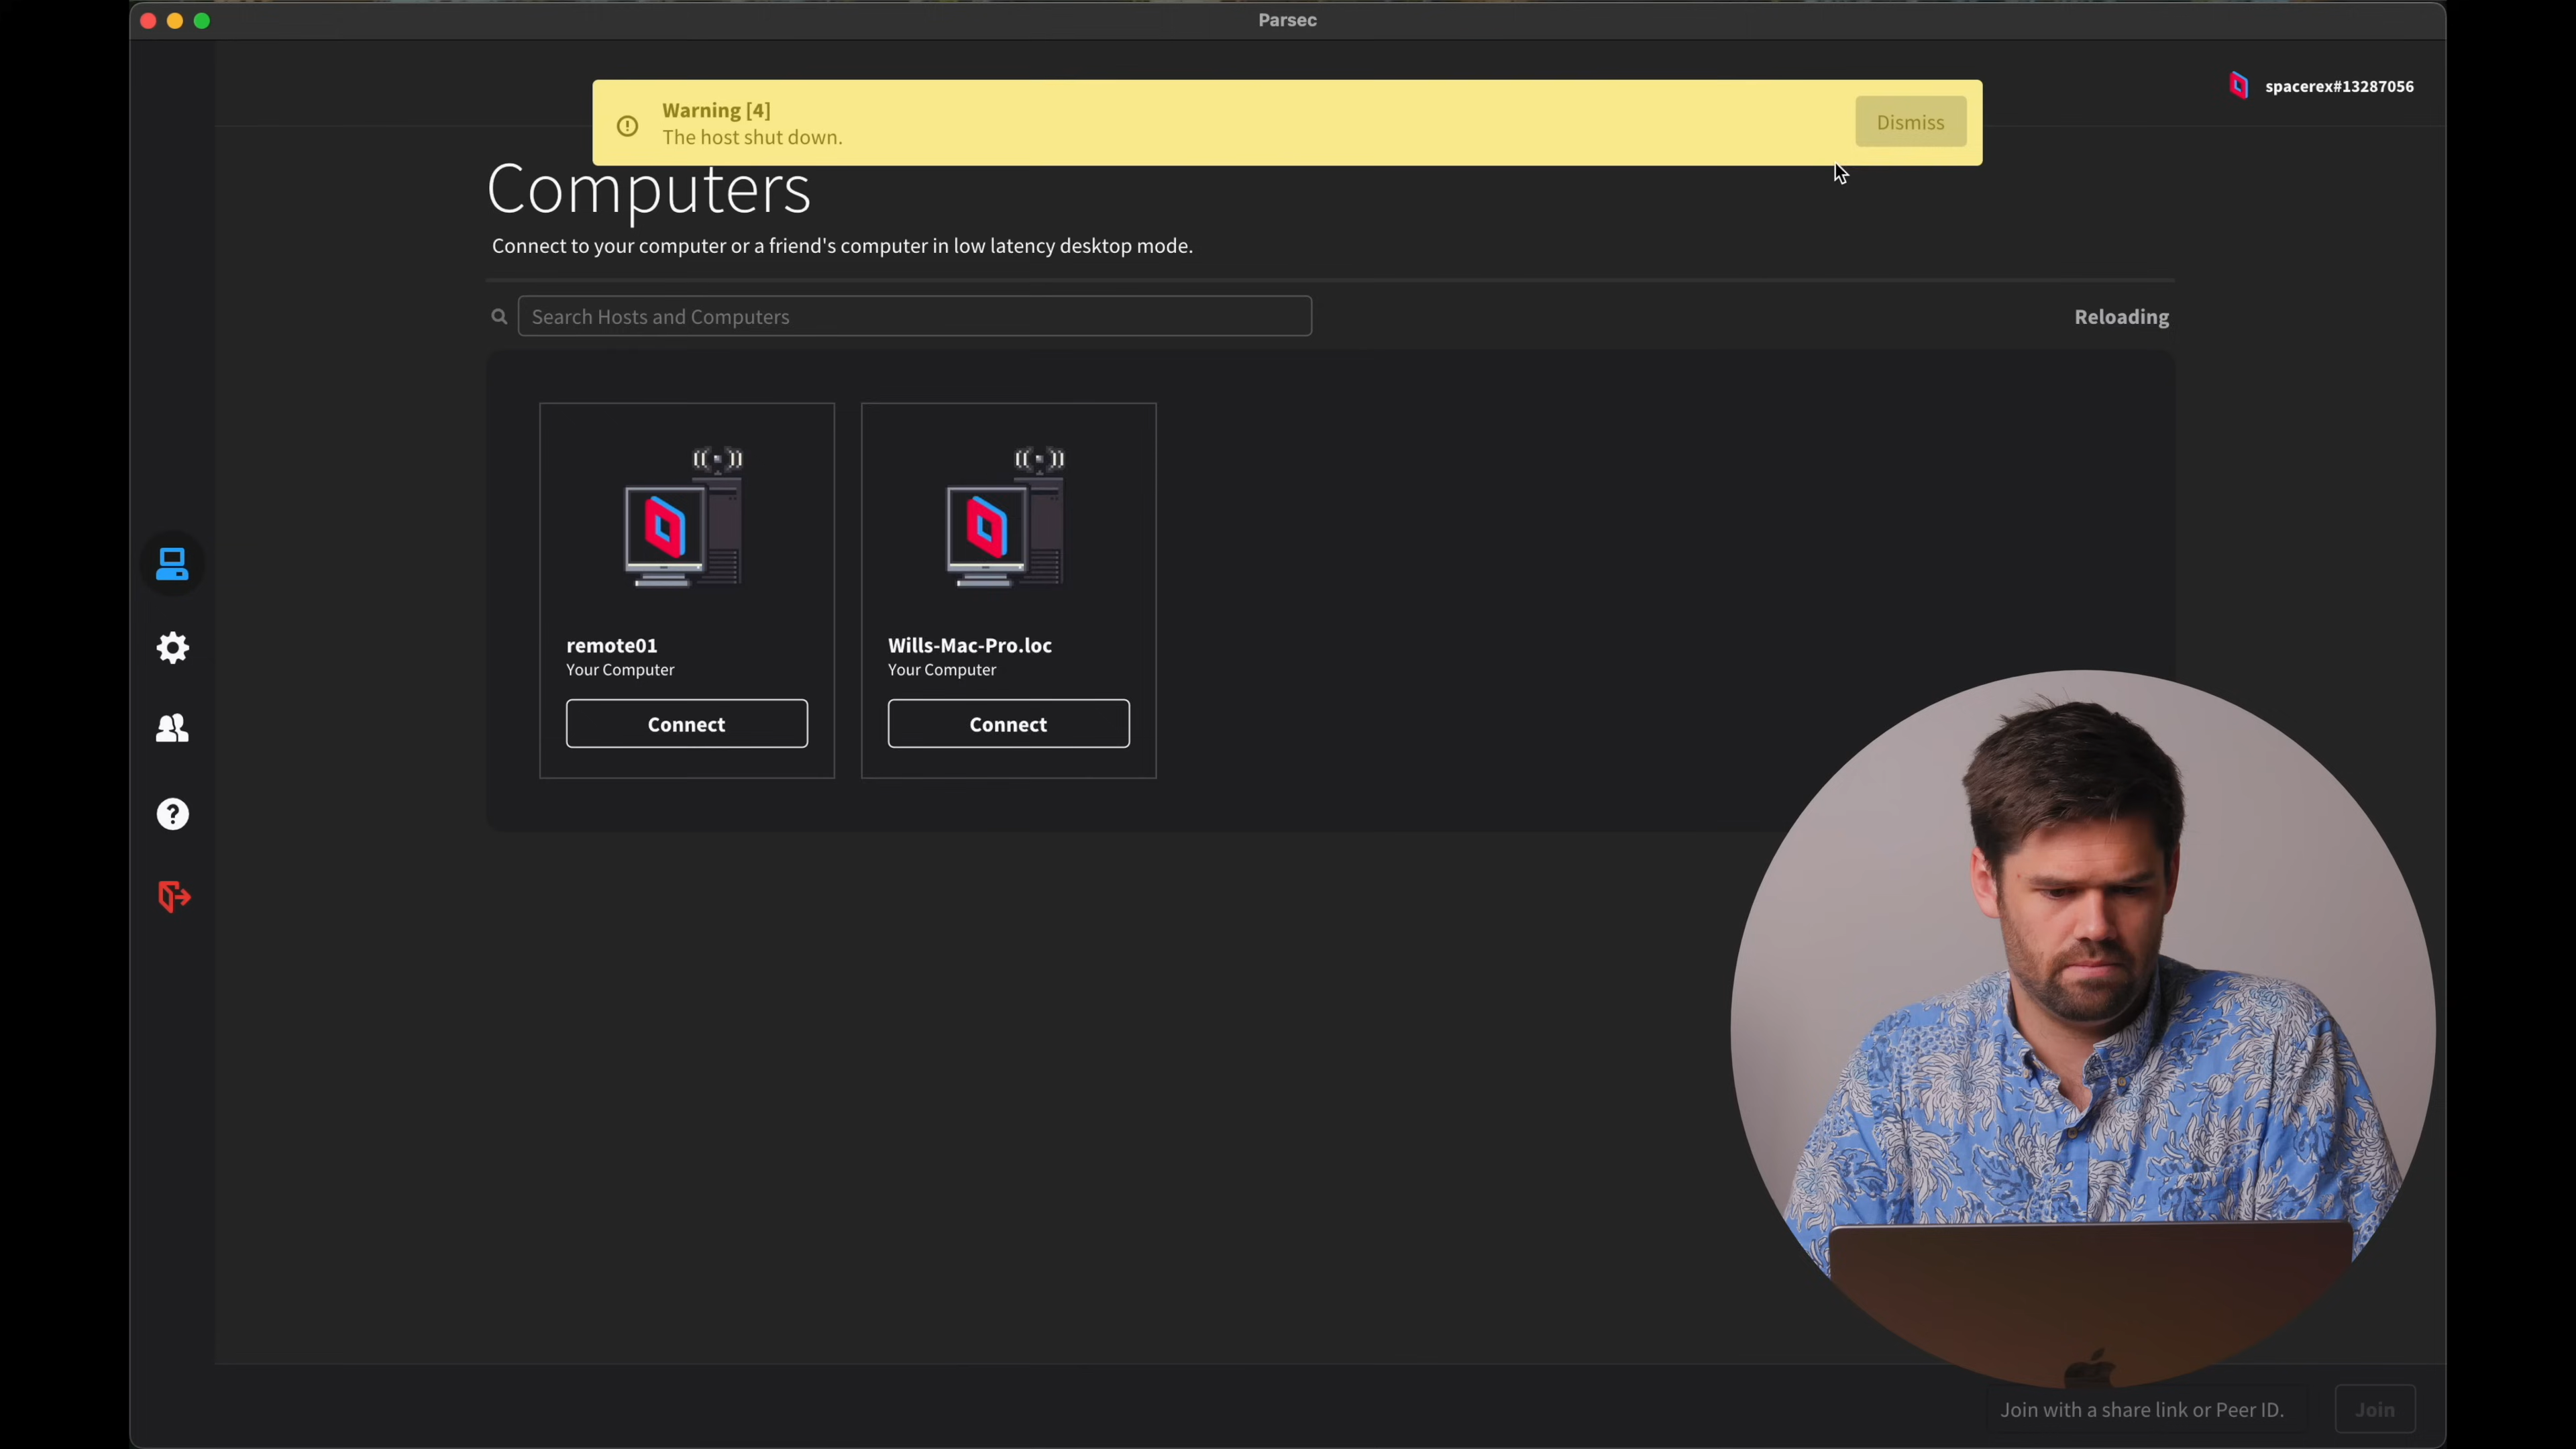 Parsec
spacerex#13287056
Warning [4]
The host shut down.
Dismiss
Computers
Connect to your computer or a friend's computer in low latency desktop mode.
Search Hosts and Computers
Reloading
remote01
Your Computer
Connect
Wills-Mac-Pro.loc
Your Computer
Connect
Join with a share link or Peer ID.
Join